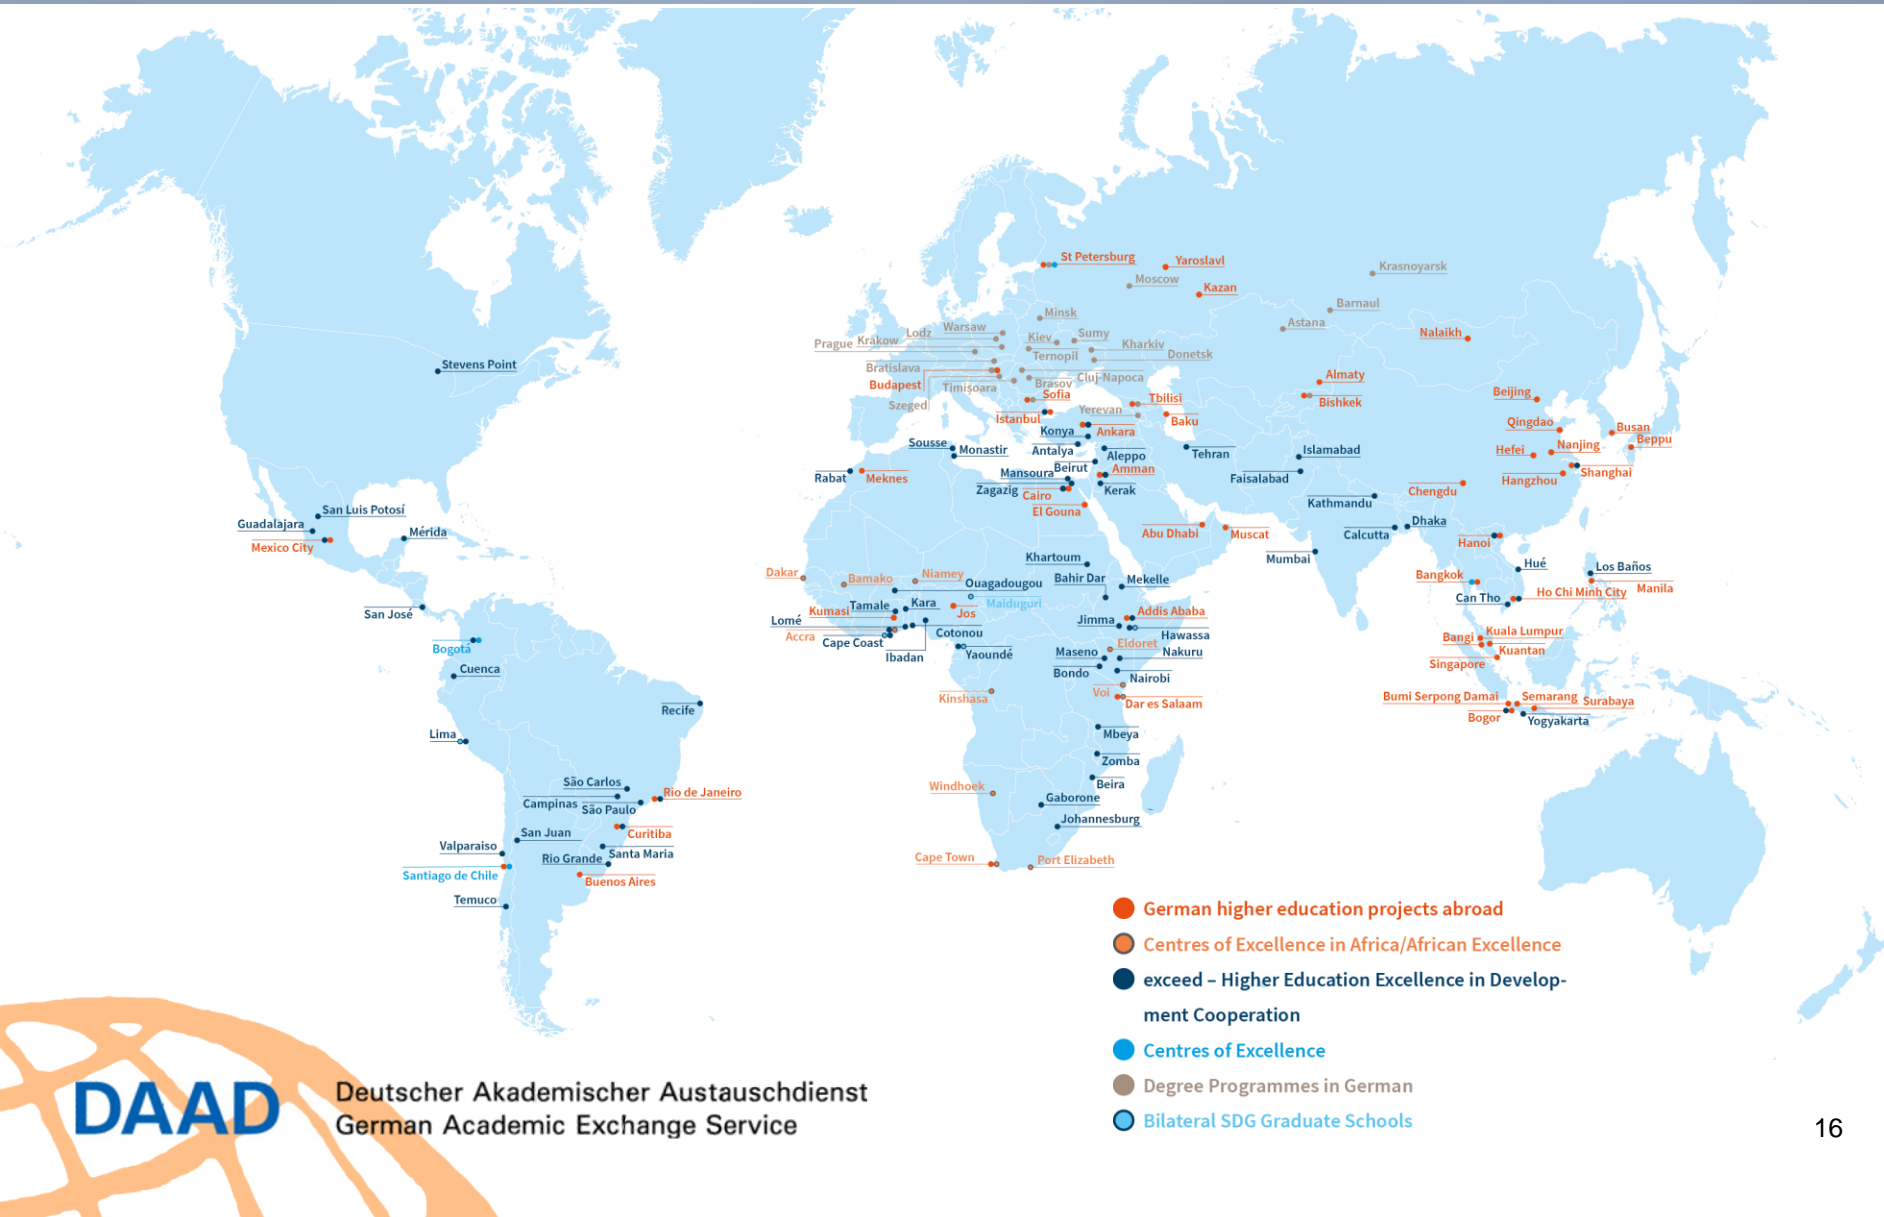 St Petersburg
Yaroslavl
Krasnoyarsk
Moscow
Kazan
Barnaul
Minsk
Astana
Lodz
Warsaw
Nalaikh
Prague
Krakow
Kiev
Sumy
Kharkiv
Ternopil
Donetsk
Stevens Point
Bratislava
Budapest
Timișoara
Brasov
Cluj-Napoca
Almaty
Szeged
Sofia
Tbilisi
Bishkek
Beijing
Istanbul
Yerevan
Baku
Qingdao
Busan
Konya
Ankara
Beppu
Sousse
Monastir
Antalya
Aleppo
Tehran
Islamabad
Hefei
Nanjing
Rabat
Meknes
Mansoura
Beirut
Amman
Faisalabad
Shanghai
Hangzhou
Zagazig
Cairo
Kerak
Chengdu
El Gouna
Kathmandu
San Luis Potosí
Guadalajara
Mérida
Mexico City
Abu Dhabi
Muscat
Calcutta
Dhaka
Hanoi
Khartoum
Mumbai
Hué
Los Baños
Dakar
Bamako
Niamey
Ouagadougou
Bahir Dar
Mekelle
Bangkok
Manila
Ho Chi Minh City
Can Tho
San José
Kumasi
Tamale
Kara
Maiduguri
Jos
Addis Ababa
Lomé
Jimma
Accra
Cape Coast
Cotonou
Hawassa
Ibadan
Yaoundé
Eldoret
Maseno
Nakuru
Bangi
Kuala Lumpur
Kuantan
Singapore
Bogotá
Cuenca
Bondo
Nairobi
Kinshasa
Voi
Dar es Salaam
Bumi Serpong Damai
Semarang
Surabaya
Bogor
Yogyakarta
Recife
Lima
Mbeya
Zomba
São Carlos
Rio de Janeiro
Campinas
São Paulo
Windhoek
Beira
Gaborone
Johannesburg
San Juan
Curitiba
Valparaiso
Rio Grande
Santa Maria
Santiago de Chile
Buenos Aires
Temuco
Cape Town
Port Elizabeth
German higher education projects abroad
Centres of Excellence in Africa/African Excellence
exceed – Higher Education Excellence in Develop-
ment Cooperation
Centres of Excellence
Degree Programmes in German
Bilateral SDG Graduate Schools
DAAD
Deutscher Akademischer Austauschdienst
German Academic Exchange Service
16